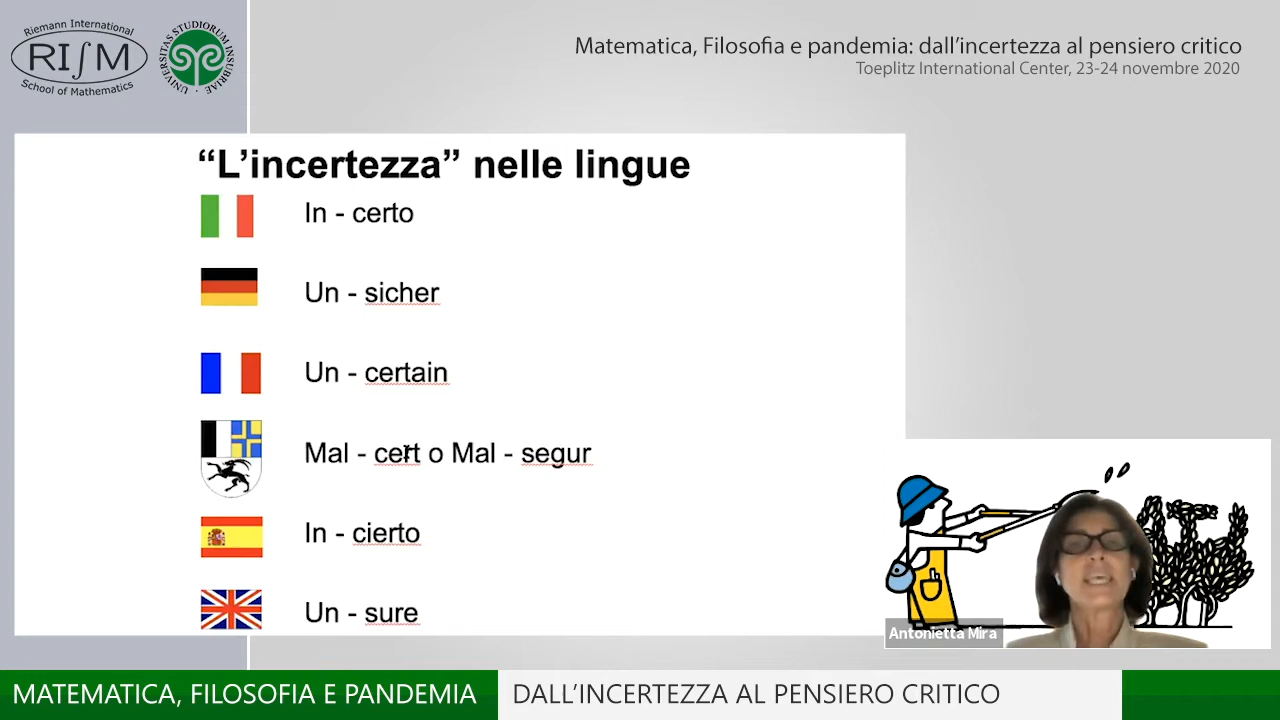 Riemann International
RI∫M
School of Mathematics
UNIVERSITAS STUDIORUM INSUBRIAE
Matematica, Filosofia e pandemia: dall'incertezza al pensiero critico
Toeplitz International Center, 23-24 novembre 2020
“L’incertezza” nelle lingue
In - certo
Un - sicher
Un - certain
Mal - cert o Mal - segur
In - cierto
Un - sure
Antonietta Mira
MATEMATICA, FILOSOFIA E PANDEMIA
DALL'INCERTEZZA AL PENSIERO CRITICO